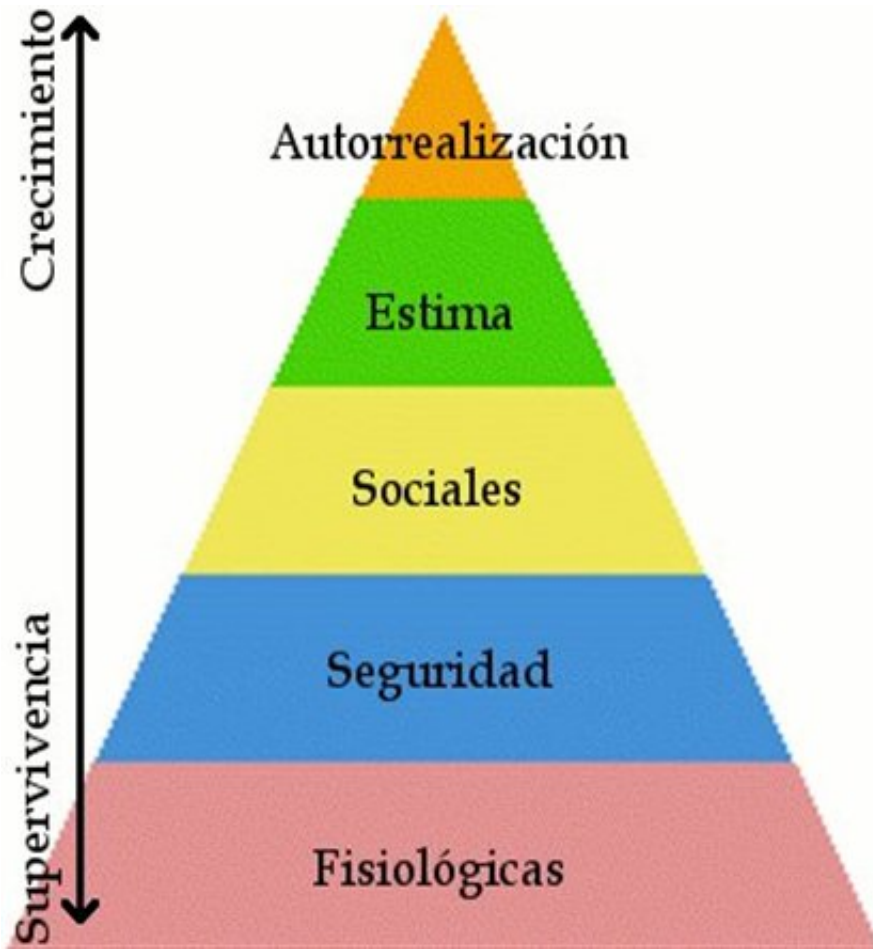 Crecimiento
Supervivencia
Autorrealización
Estima
Sociales
Seguridad
Fisiológicas